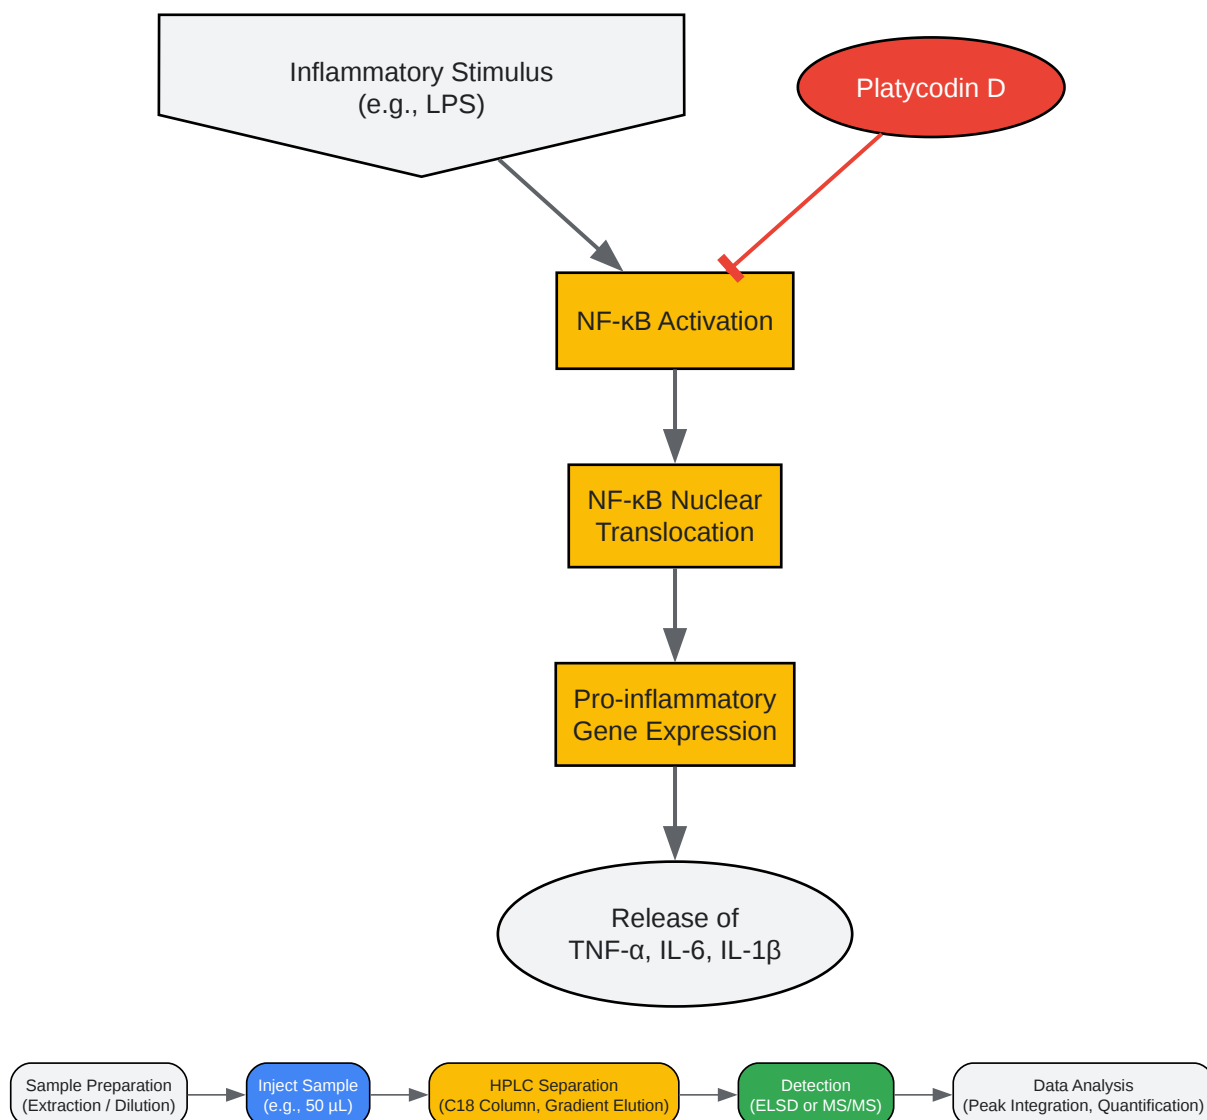 Inflammatory Stimulus
(e.g., LPS)
Platycodin D
NF-κB Activation
NF-κB Nuclear
Translocation
Pro-inflammatory
Gene Expression
Release of
TNF-α, IL-6, IL-1β
Sample Preparation
(Extraction / Dilution)
Inject Sample
(e.g., 50 µL)
HPLC Separation
(C18 Column, Gradient Elution)
Detection
(ELSD or MS/MS)
Data Analysis
(Peak Integration, Quantification)